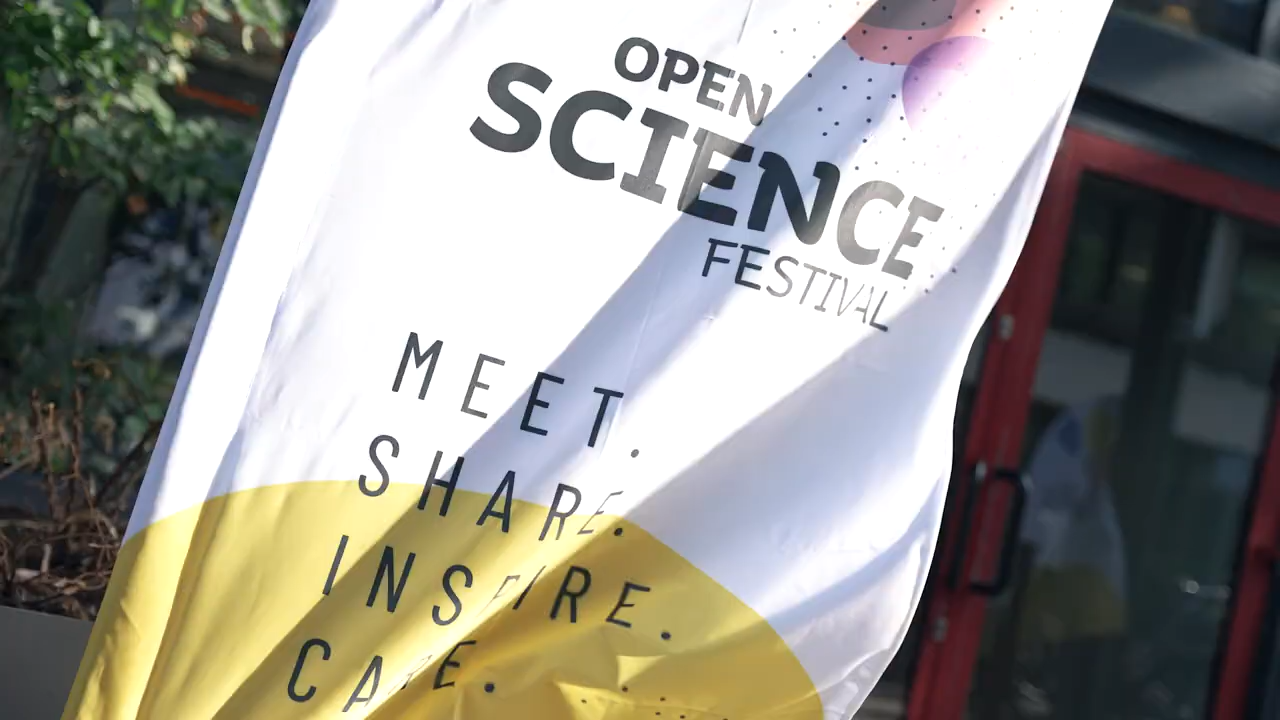 OPEN
SCIENCE
FESTIVAL
MEET.
SHARE.
INSPIRE.
CARE.